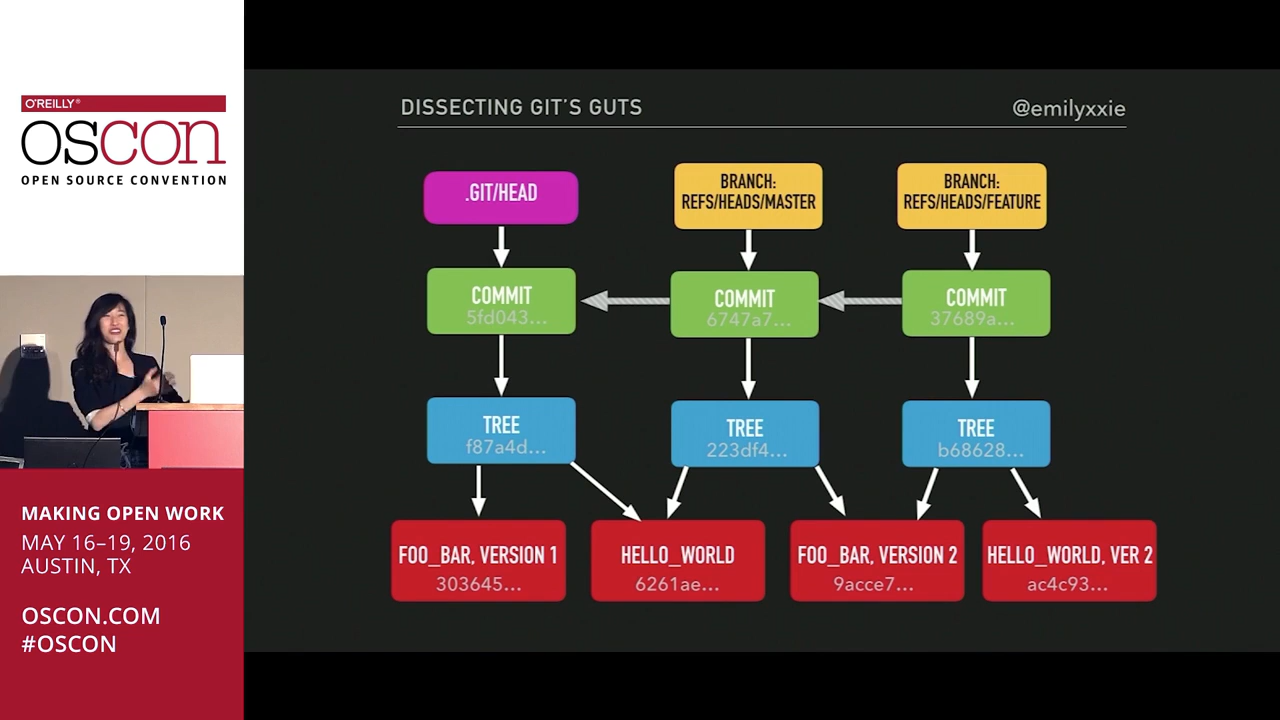 O'REILLY®
OSCON
OPEN SOURCE CONVENTION
MAKING OPEN WORK
MAY 16–19, 2016
AUSTIN, TX
OSCON.COM
#OSCON
DISSECTING GIT'S GUTS
@emilyxxie
.GIT/HEAD
BRANCH:
REFS/HEADS/MASTER
BRANCH:
REFS/HEADS/FEATURE
COMMIT
5fd043...
COMMIT
6747a7...
COMMIT
37689a...
TREE
f87a4d...
TREE
223df4...
TREE
b68628...
FOO_BAR, VERSION 1
303645...
HELLO_WORLD
6261ae...
FOO_BAR, VERSION 2
9acce7...
HELLO_WORLD, VER 2
ac4c93...